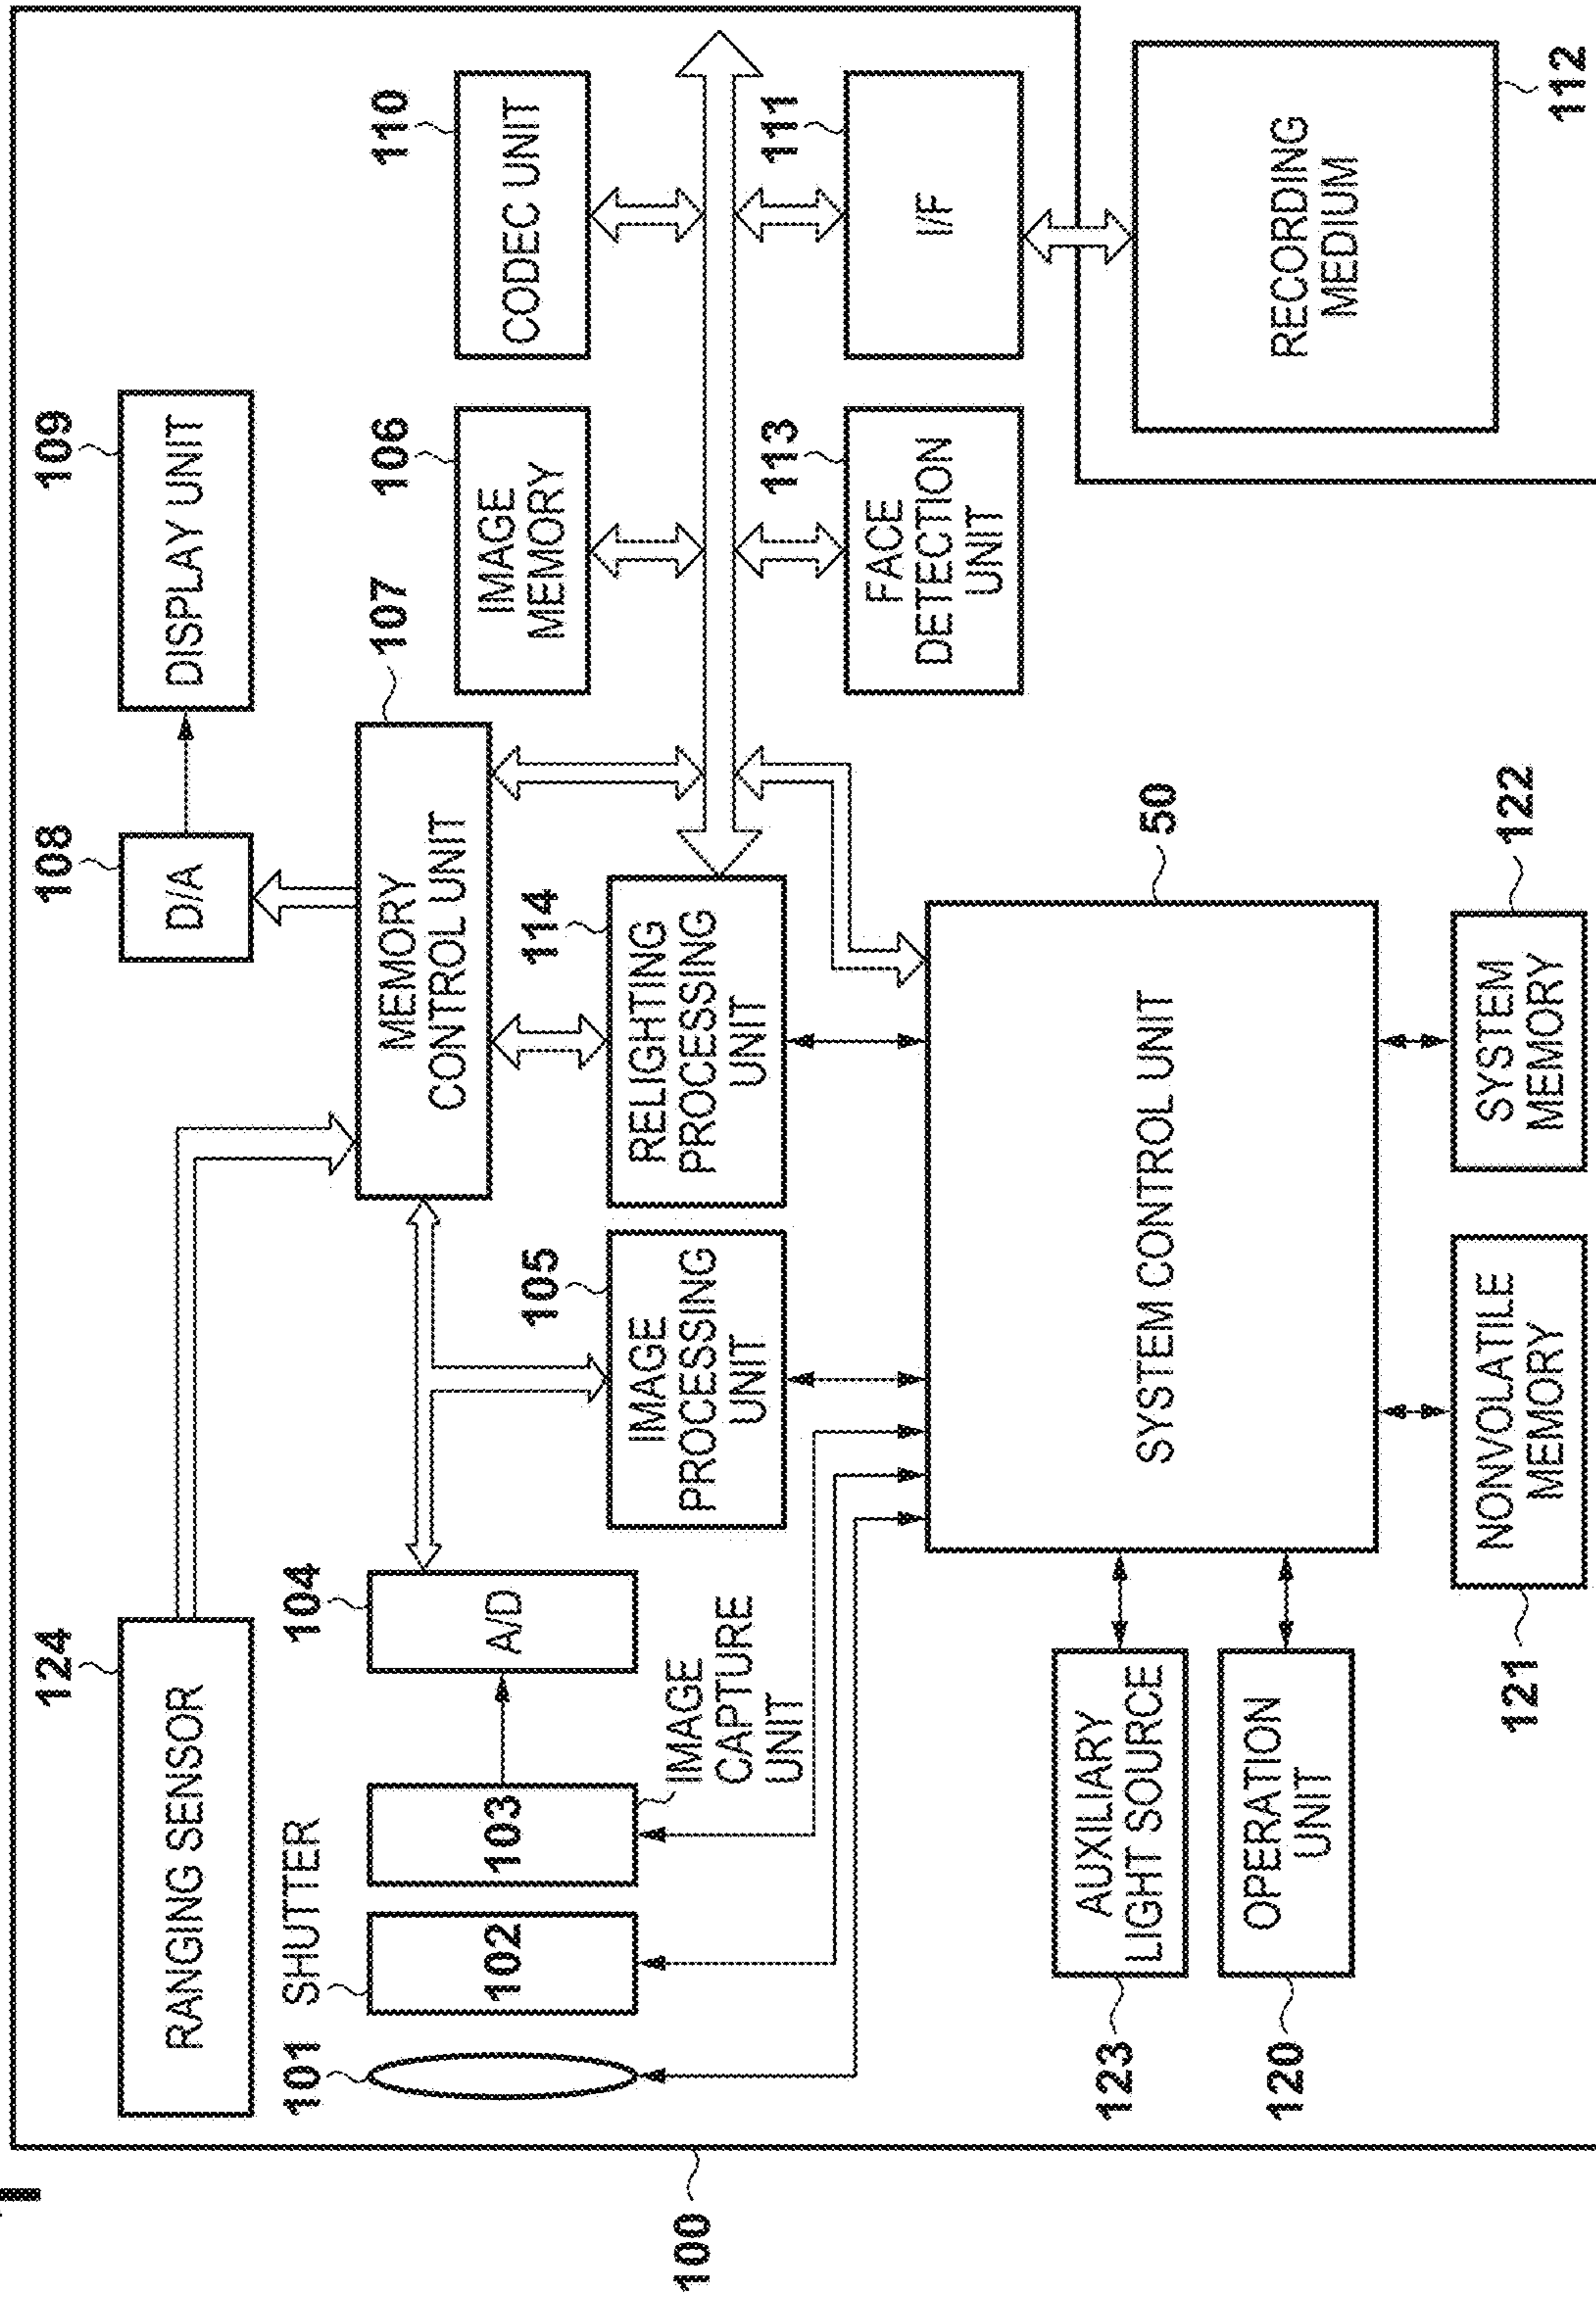 124
RANGING SENSOR
108
D/A
109
DISPLAY UNIT
101
SHUTTER
102
103
IMAGE
CAPTURE
UNIT
104
A/D
107
MEMORY
CONTROL UNIT
106
IMAGE
MEMORY
110
CODEC UNIT
105
IMAGE
PROCESSING
UNIT
114
RELIGHTING
PROCESSING
UNIT
113
FACE
DETECTION
UNIT
111
I/F
100
50
SYSTEM CONTROL UNIT
123
AUXILIARY
LIGHT SOURCE
120
OPERATION
UNIT
121
NONVOLATILE
MEMORY
122
SYSTEM
MEMORY
RECORDING
MEDIUM
112